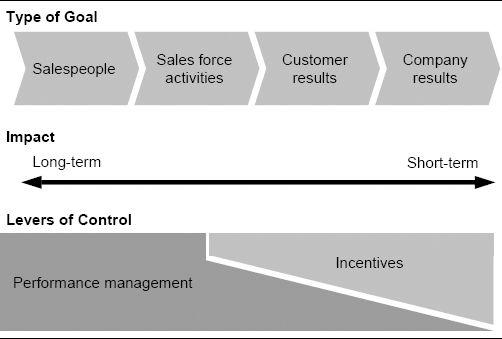 Type of Goal
Salespeople
Sales force
activities
Customer
results
Company
results
Impact
Long-term
Short-term
Levers of Control
Performance management
Incentives